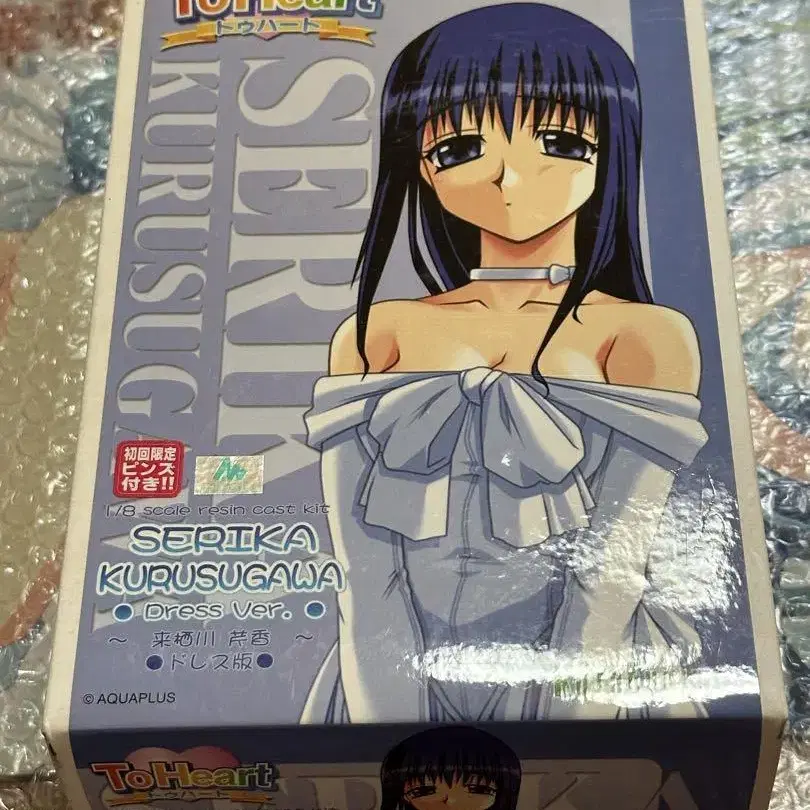 ToHeart
トゥハート
SERIKA
KURUSUGAWA
初回限定
ピンズ
付き!!
1/8 scale resin cast kit
SERIKA
KURUSUGAWA
● Dress Ver. ●
～ 来栖川 芹香 ～
●ドレス版●
© AQUAPLUS
ToHeart
トゥハート